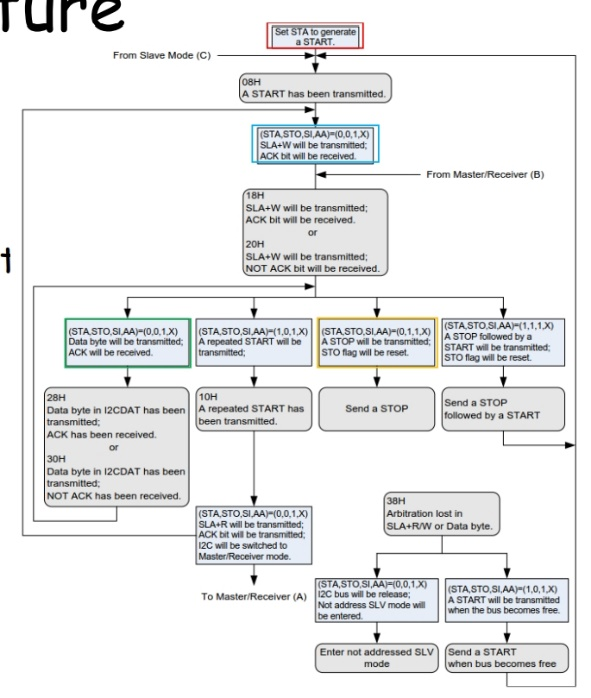 ture
t
Set STA to generate
a START.
From Slave Mode (C)
08H
A START has been transmitted.
(STA,STO,SI,AA)=(0,0,1,X)
SLA+W will be transmitted;
ACK bit will be received.
From Master/Receiver (B)
18H
SLA+W will be transmitted;
ACK bit will be received.
or
20H
SLA+W will be transmitted;
NOT ACK bit will be received.
(STA,STO,SI,AA)=(0,0,1,X)
Data byte will be transmitted;
ACK will be received.
(STA,STO,SI,AA)=(1,0,1,X)
A repeated START will be
transmitted;
(STA,STO,SI,AA)=(0,1,1,X)
A STOP will be transmitted;
STO flag will be reset.
(STA,STO,SI,AA)=(1,1,1,X)
A STOP followed by a
START will be transmitted;
STO flag will be reset.
28H
Data byte in I2CDAT has been
transmitted;
ACK has been received.
or
30H
Data byte in I2CDAT has been
transmitted;
NOT ACK has been received.
10H
A repeated START has
been transmitted.
Send a STOP
Send a STOP
followed by a START
(STA,STO,SI,AA)=(0,0,1,X)
SLA+R will be transmitted;
ACK bit will be transmitted;
I2C will be switched to
Master/Receiver mode.
To Master/Receiver (A)
38H
Arbitration lost in
SLA+R/W or Data byte.
(STA,STO,SI,AA)=(0,0,1,X)
I2C bus will be release;
Not address SLV mode will
be entered.
(STA,STO,SI,AA)=(1,0,1,X)
A START will be transmitted
when the bus becomes free.
Enter not addressed SLV
mode
Send a START
when bus becomes free